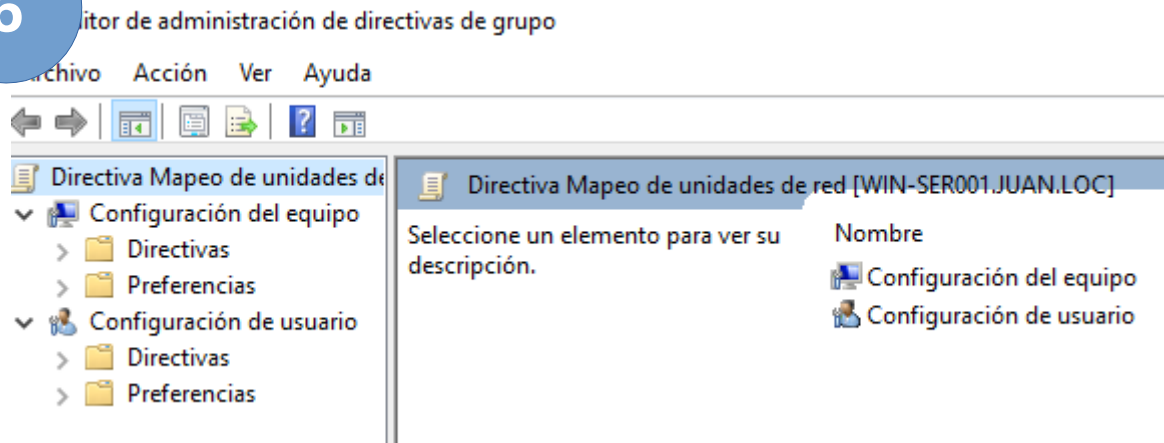 itor de administración de directivas de grupo
Archivo Acción Ver Ayuda
Directiva Mapeo de unidades de
Configuración del equipo
Directivas
Preferencias
Configuración de usuario
Directivas
Preferencias
Directiva Mapeo de unidades de red [WIN-SER001.JUAN.LOC]
Seleccione un elemento para ver su
descripción.
Nombre
Configuración del equipo
Configuración de usuario